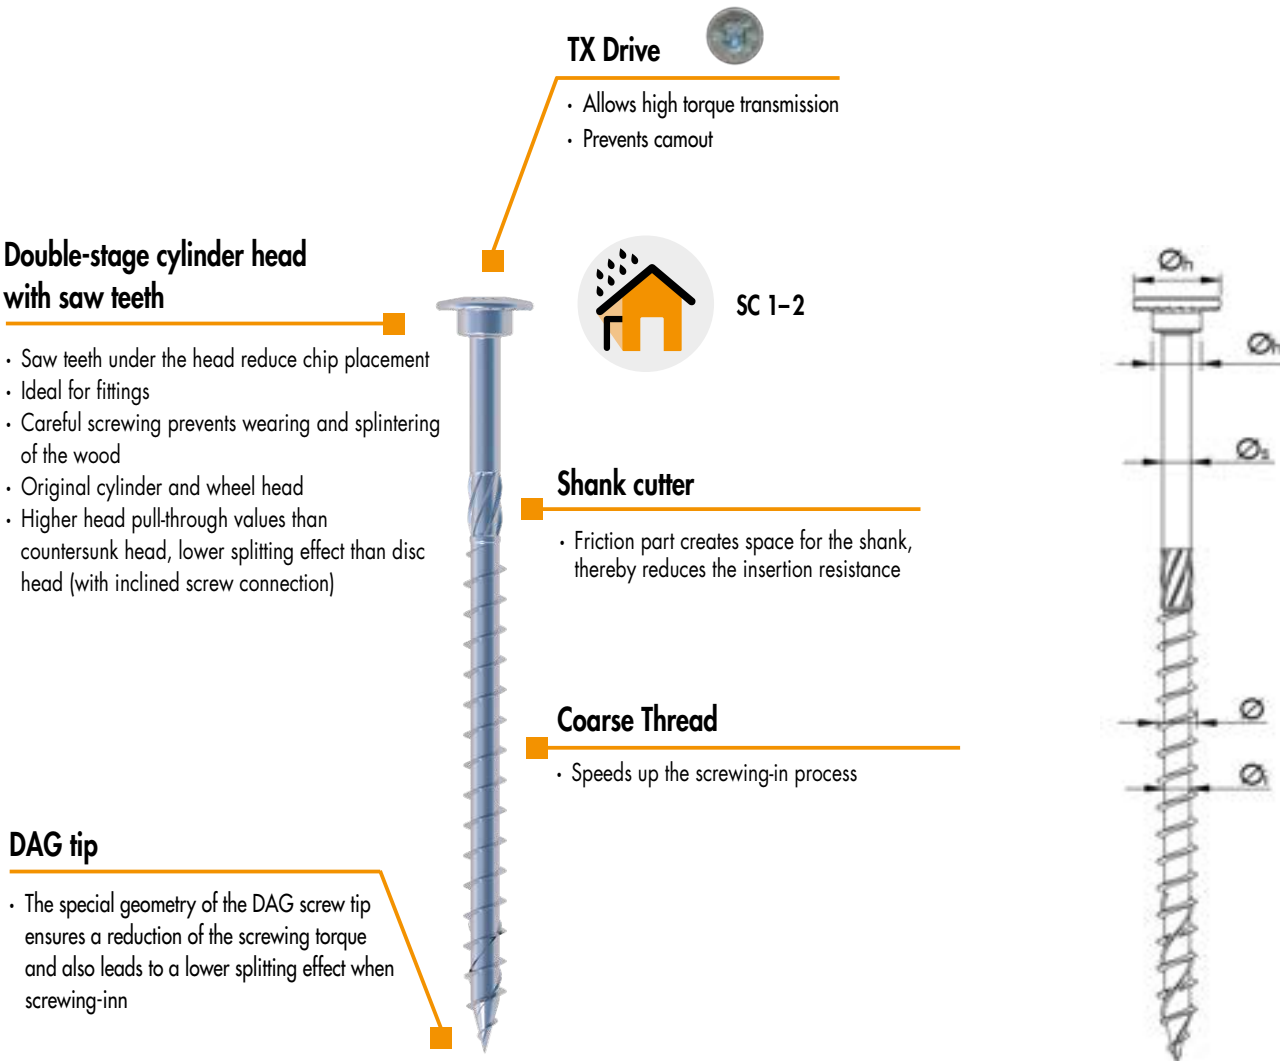 TX Drive
· Allows high torque transmission
· Prevents camout
Double-stage cylinder head
with saw teeth
· Saw teeth under the head reduce chip placement
· Ideal for fittings
· Careful screwing prevents wearing and splintering
of the wood
· Original cylinder and wheel head
· Higher head pull-through values than
countersunk head, lower splitting effect than disc
head (with inclined screw connection)
SC 1–2
Shank cutter
· Friction part creates space for the shank,
thereby reduces the insertion resistance
Coarse Thread
· Speeds up the screwing-in process
DAG tip
· The special geometry of the DAG screw tip
ensures a reduction of the screwing torque
and also leads to a lower splitting effect when
screwing-inn
Øh
Øh
Øs
Ø